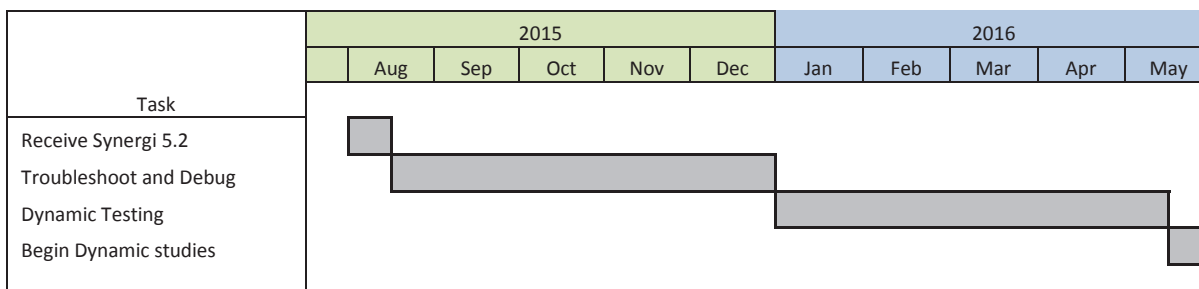 2015 2016
Aug Sep Oct Nov Dec Jan Feb Mar Apr May
Task
Receive Synergi 5.2
Troubleshoot and Debug
Dynamic Testing
Begin Dynamic studies